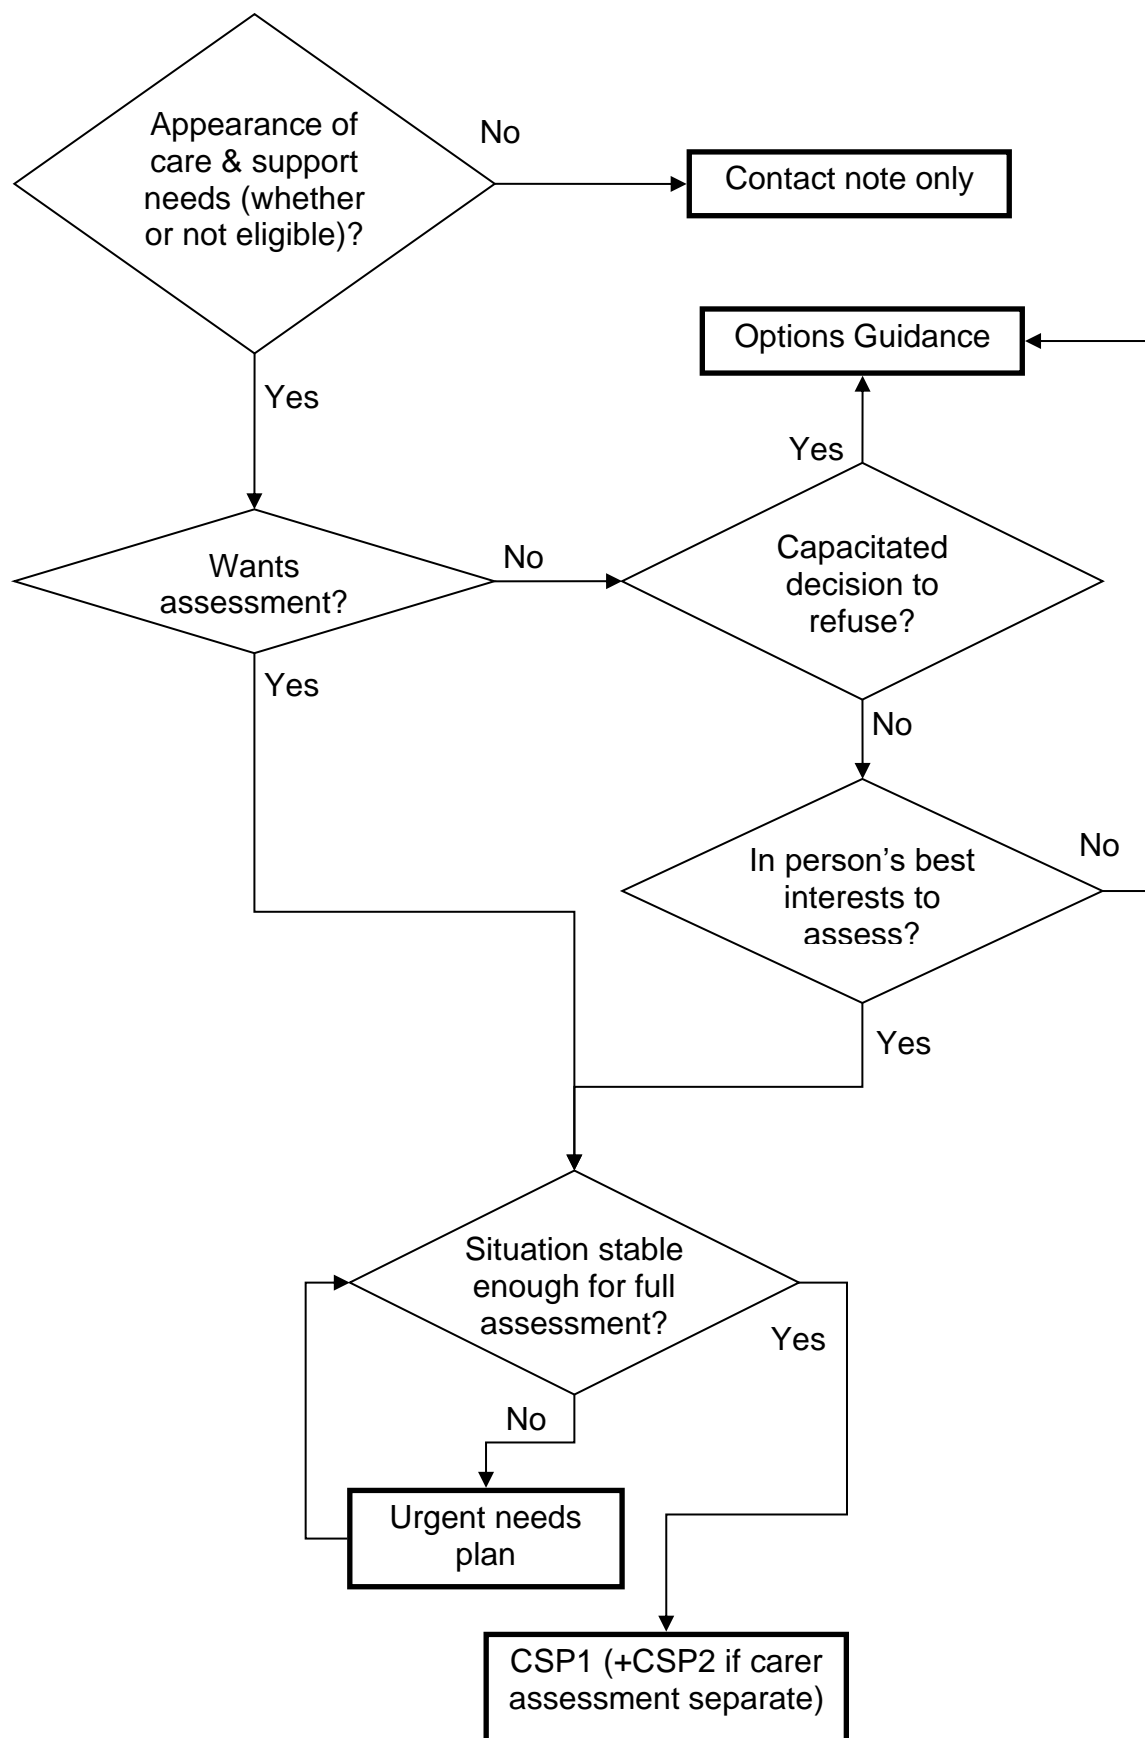 Appearance of
care & support
needs (whether
or not eligible)?
No
Contact note only
Options Guidance
Yes
Yes
Wants
assessment?
No
Capacitated
decision to
refuse?
Yes
No
In person’s best
interests to
assess?
No
Yes
Situation stable
enough for full
assessment?
Yes
No
Urgent needs
plan
CSP1 (+CSP2 if carer
assessment separate)